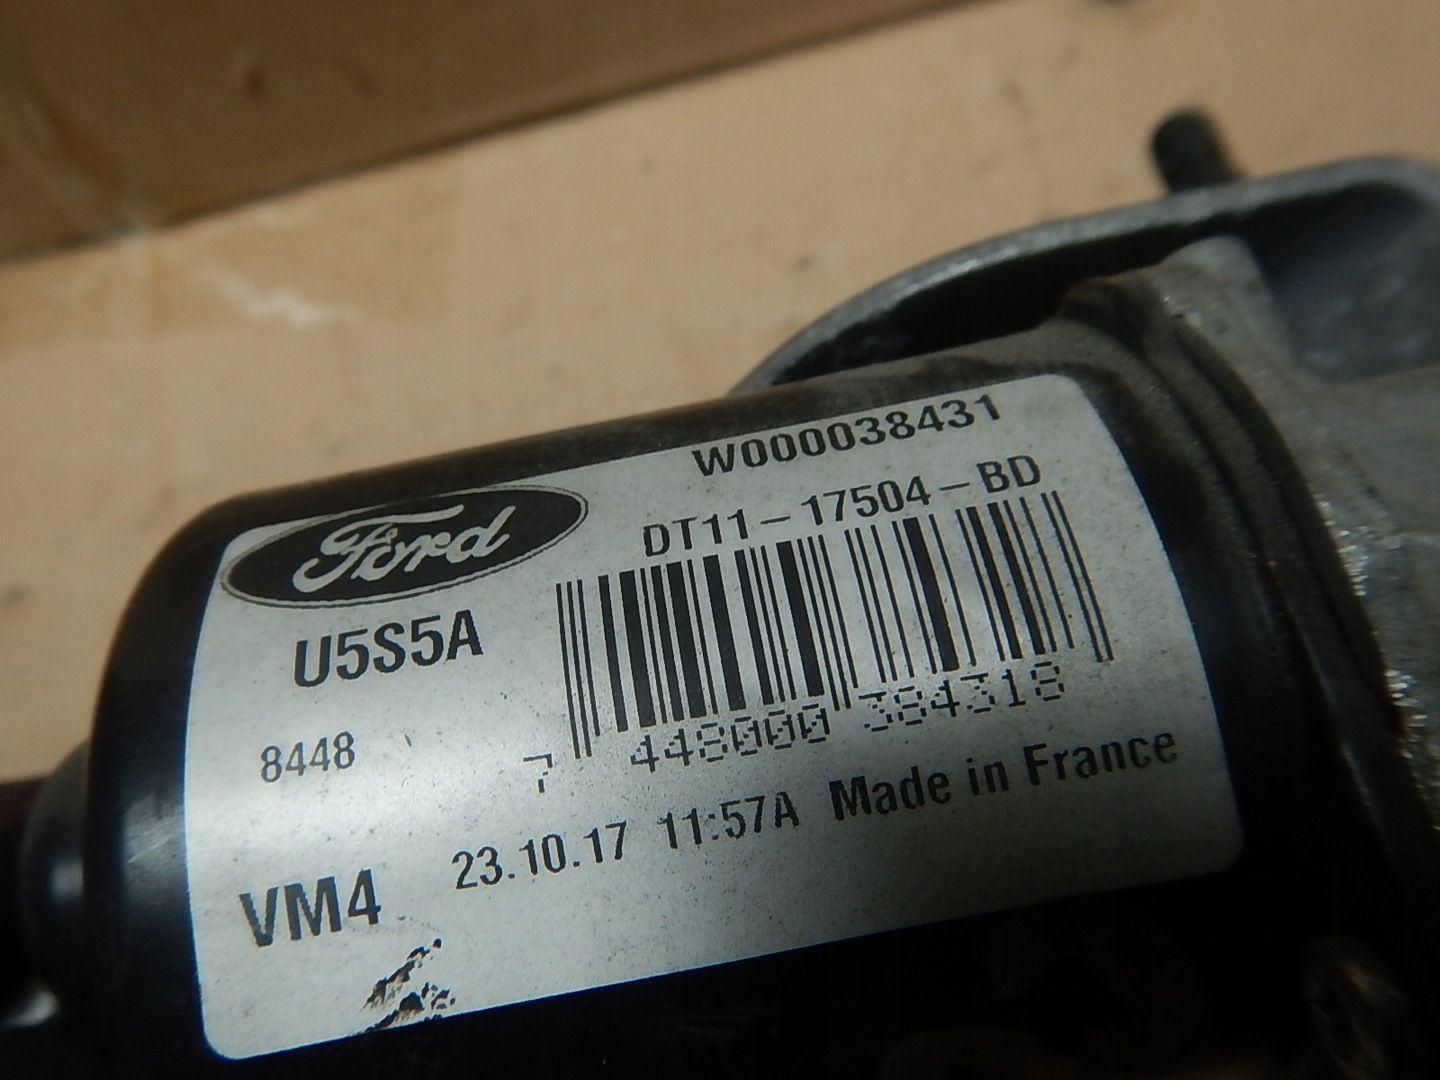 W000038431
Ford
DT11-17504-BD
U5S5A
8448
7 448000 384318
VM4
23.10.17 11:57A Made in France